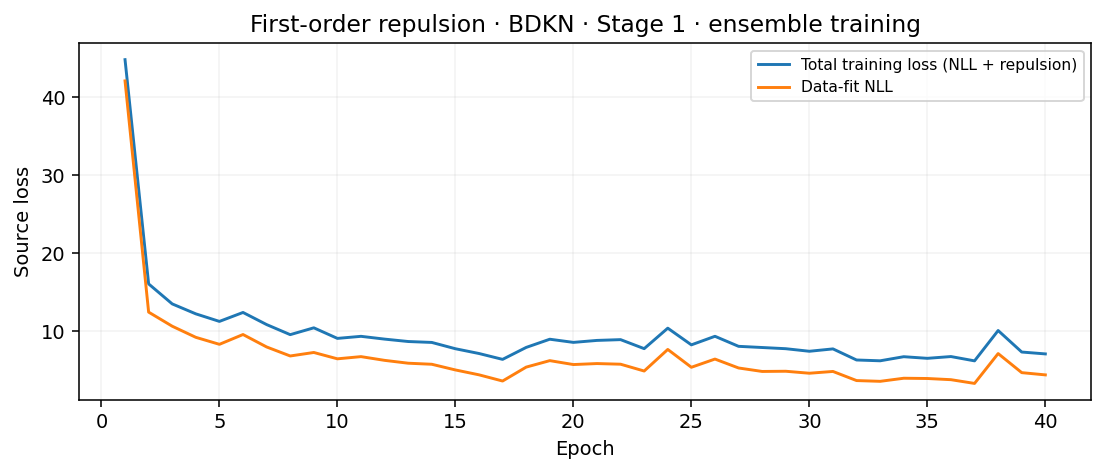 First-order repulsion · BDKN · Stage 1 · ensemble training
Total training loss (NLL + repulsion)
Data-fit NLL
Source loss
40
30
20
10
0 5 10 15 20 25 30 35 40
Epoch